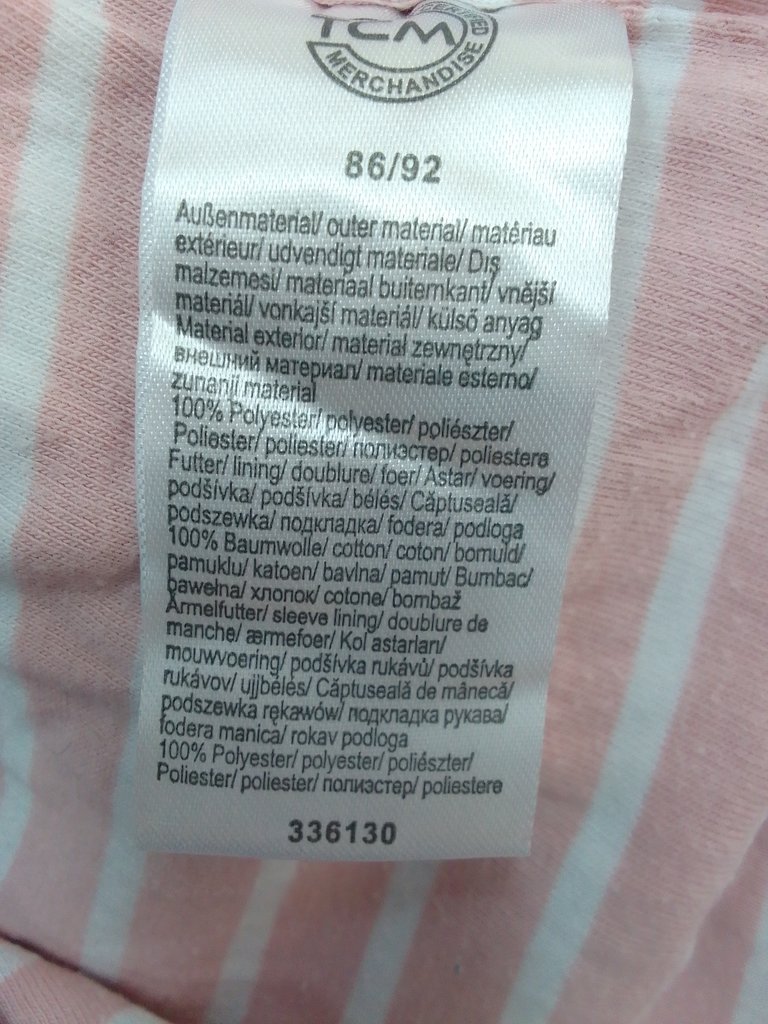 TCM CERTIFIED
MERCHANDISE
86/92
Außenmaterial/ outer material/ matériau
extérieur/ udvendigt materiale/ Dış
malzemesi/ materiaal buitenkant/ vnější
materiál/ vonkajší materiál/ külső anyag
Material exterior/ materiał zewnętrzny/
внешний материал/ materiale esterno/
zunanji material
100% Polyester/ polyester/ poliészter/
Poliester/ poliester/ полиэстер/ poliestere
Futter/ lining/ doublure/ foer/ Astar/ voering/
podšívka/ podšívka/ bélés/ Căptuseală/
podszewka/ подкладка/ fodera/ podloga
100% Baumwolle/ cotton/ coton/ bomuld/
pamuklu/ katoen/ bavlna/ pamut/ Bumbac/
bawełna/ хлопок/ cotone/ bombaž
Ärmelfutter/ sleeve lining/ doublure de
manche/ ærmefoer/ Kol astarları/
mouwvoering/ podšívka rukávů/ podšívka
rukávov/ ujjbélés/ Căptuseală de mânecă/
podszewka rękawów/ подкладка рукава/
fodera manica/ rokav podloga
100% Polyester/ polyester/ poliészter/
Poliester/ poliester/ полиэстер/ poliestere
336130